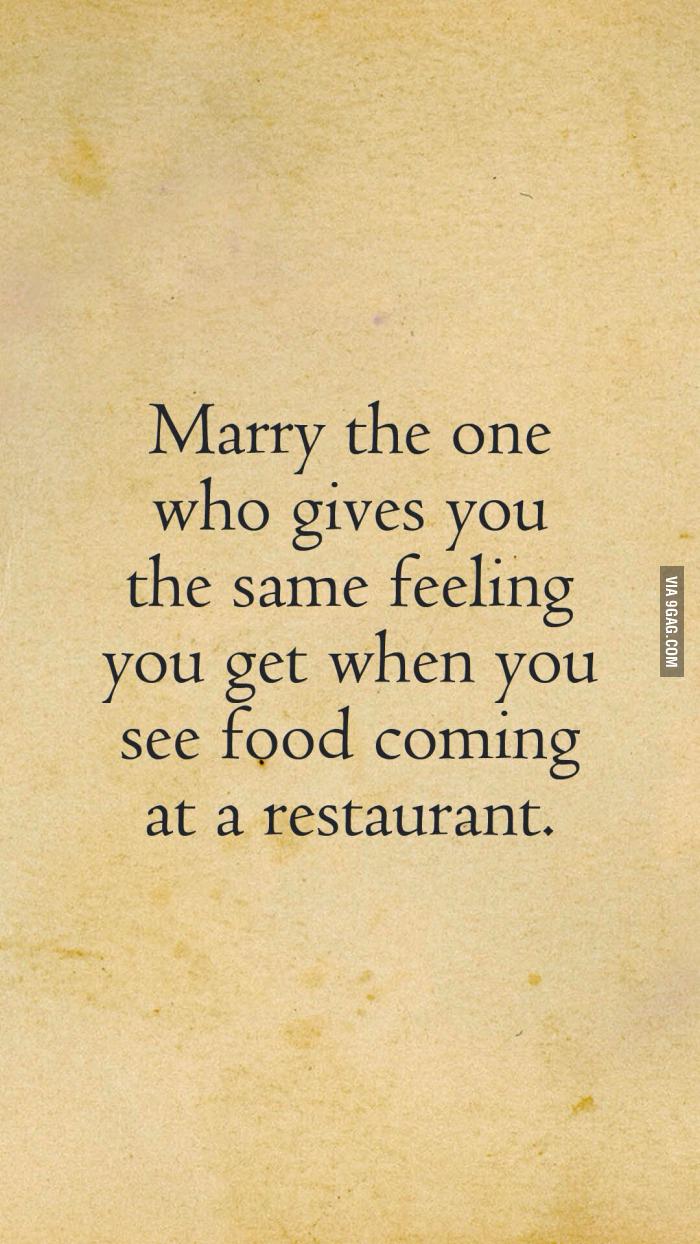 Marry the one
who gives you
the same feeling
you get when you
see food coming
at a restaurant.
VIA 9GAG.COM